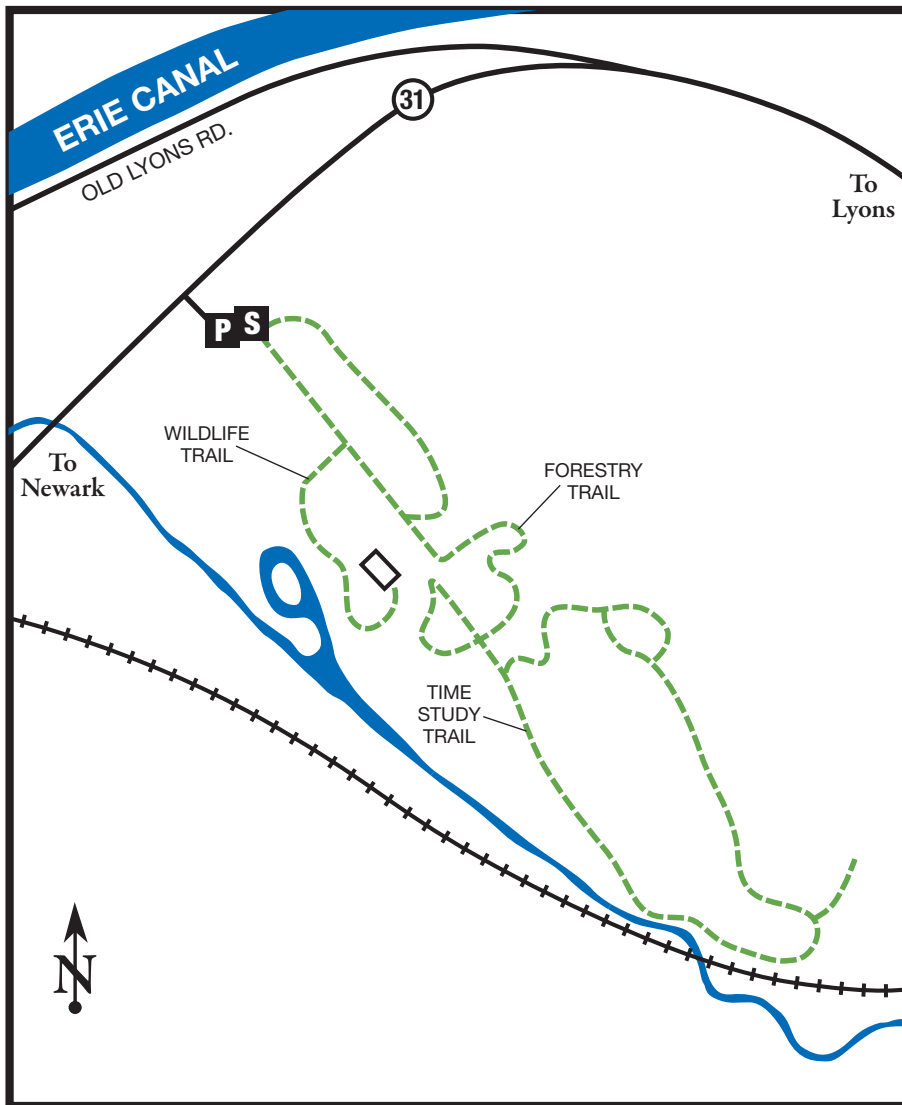 ERIE CANAL
OLD LYONS RD.
31
To
Lyons
P S
WILDLIFE
TRAIL
To
Newark
FORESTRY
TRAIL
TIME
STUDY
TRAIL
N